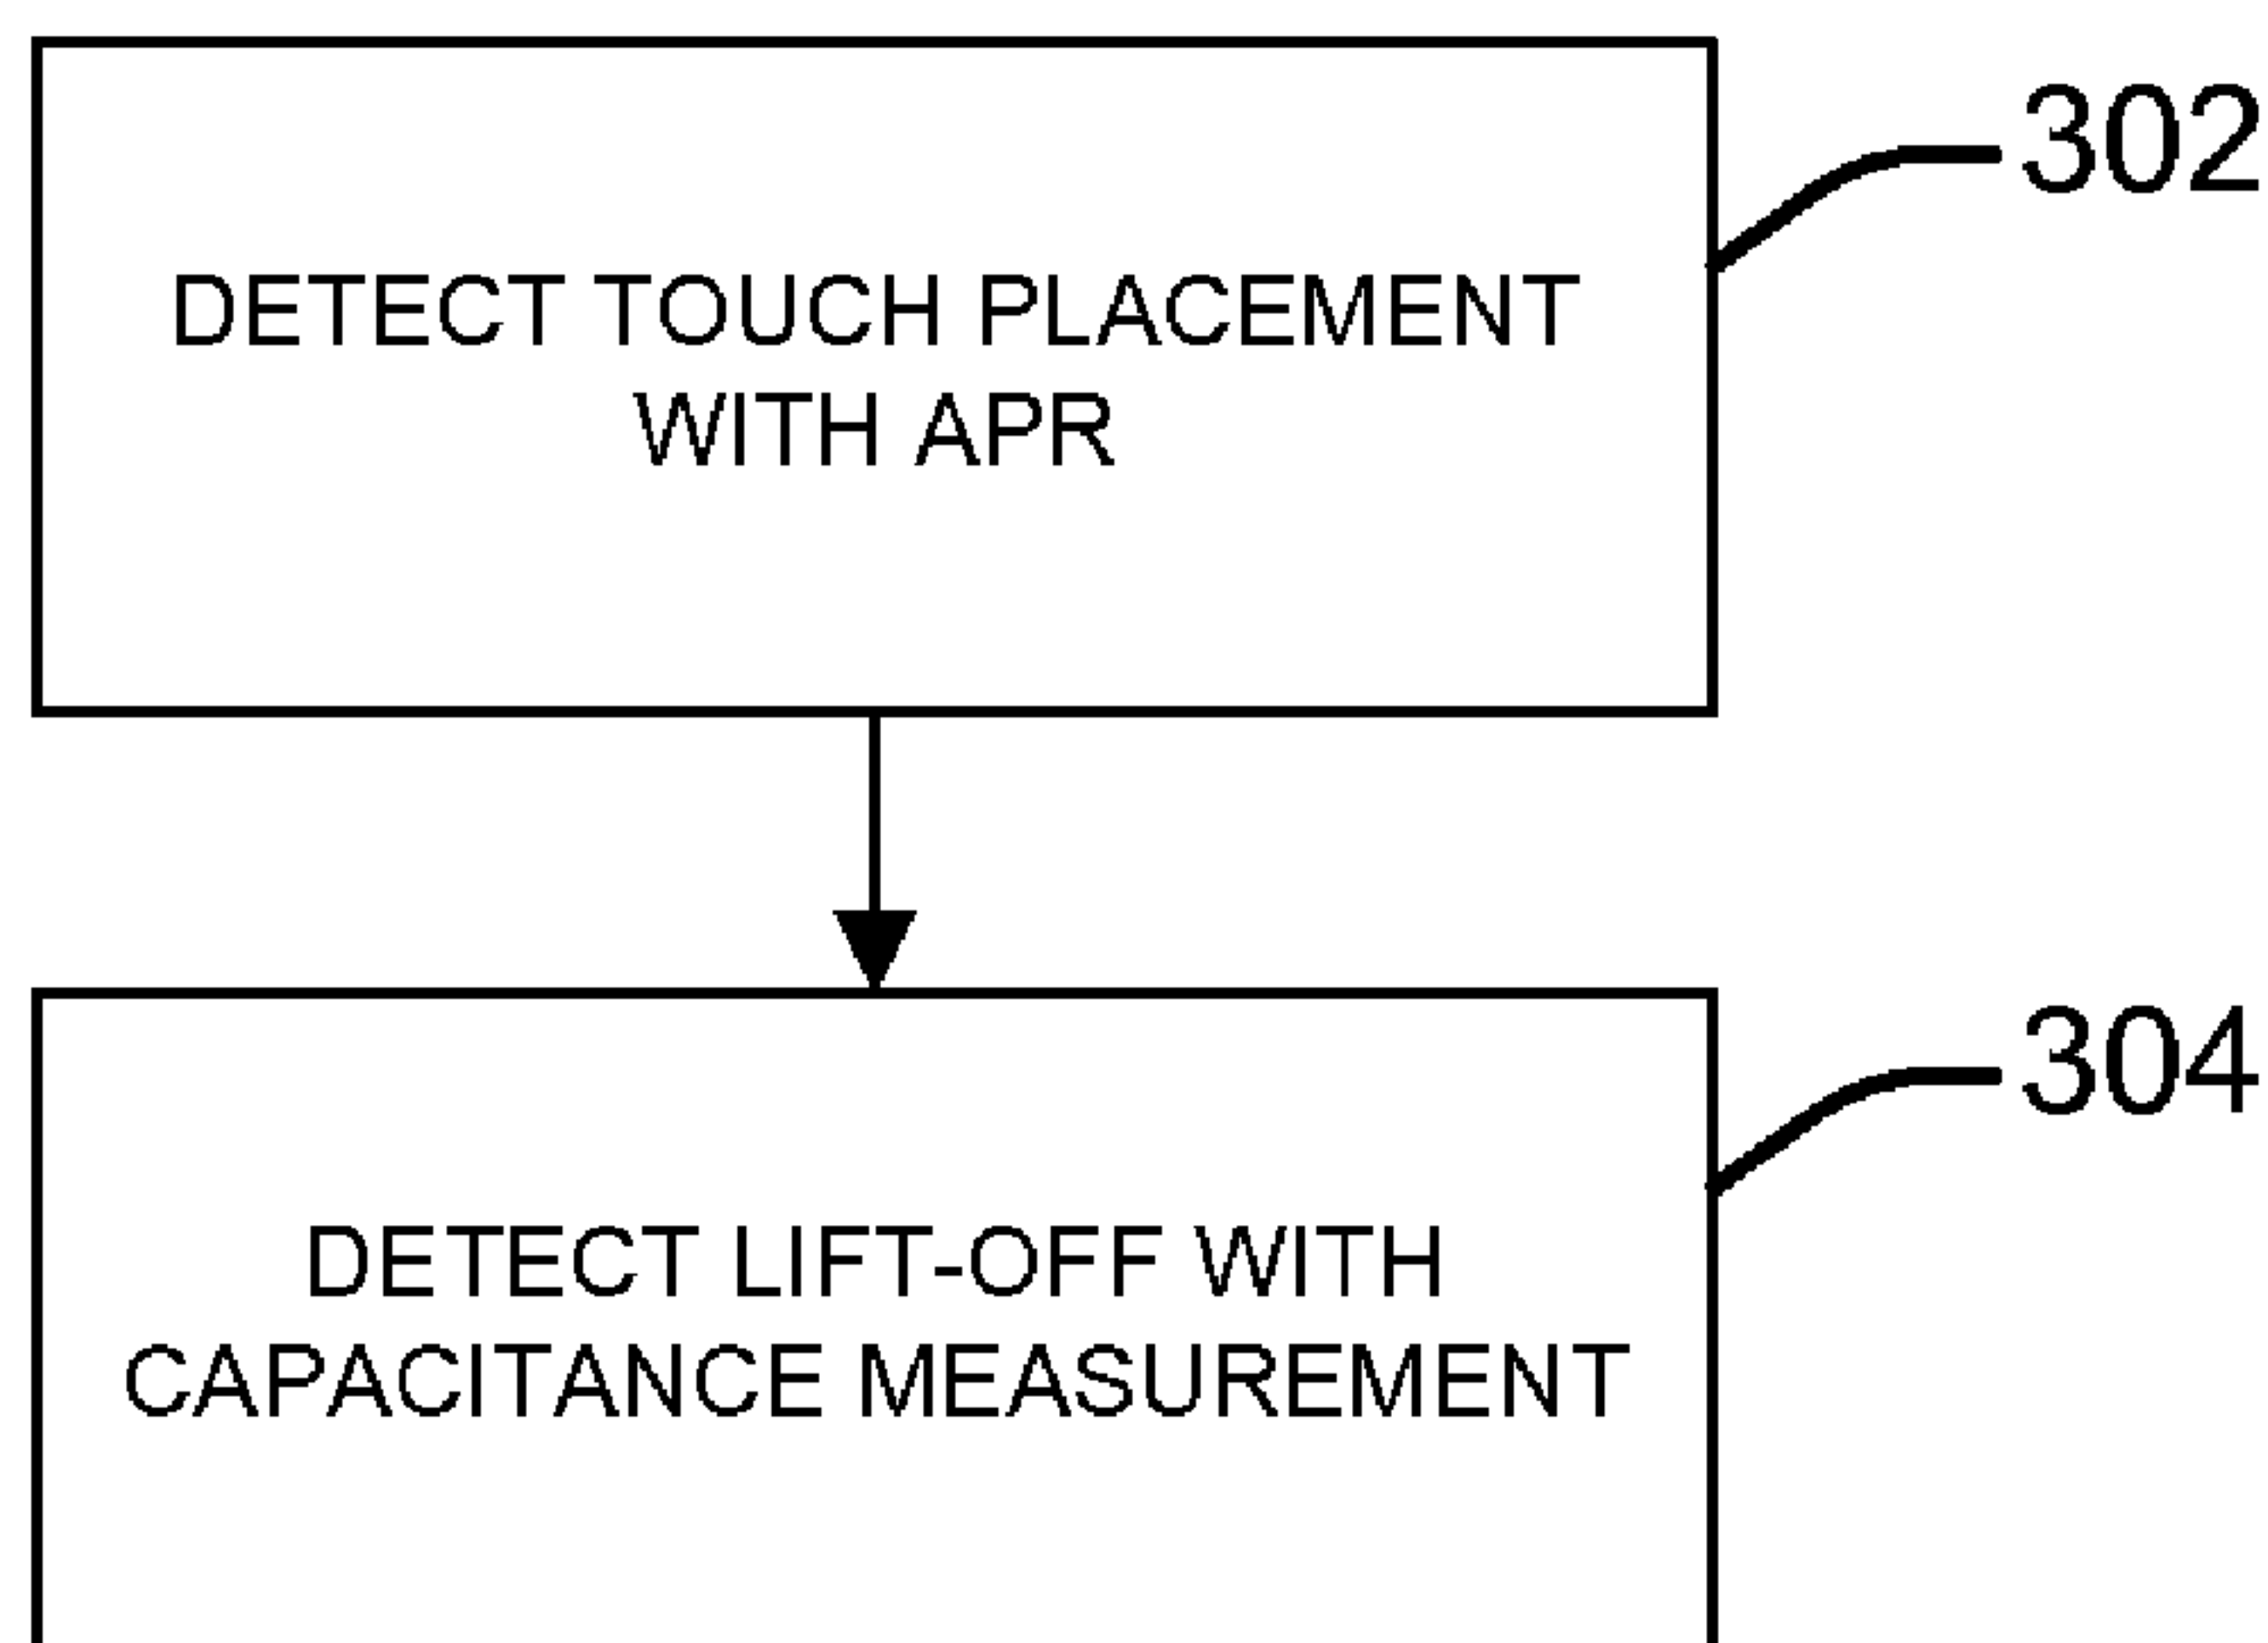 302
DETECT TOUCH PLACEMENT
WITH APR
304
DETECT LIFT-OFF WITH
CAPACITANCE MEASUREMENT